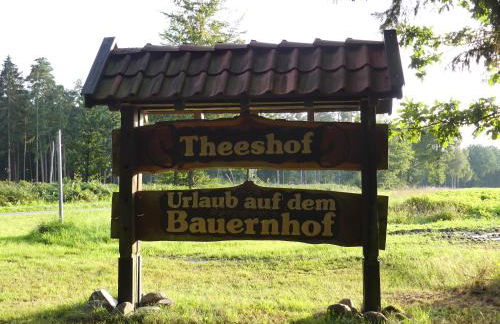 Theeshof
Urlaub auf dem
Bauernhof